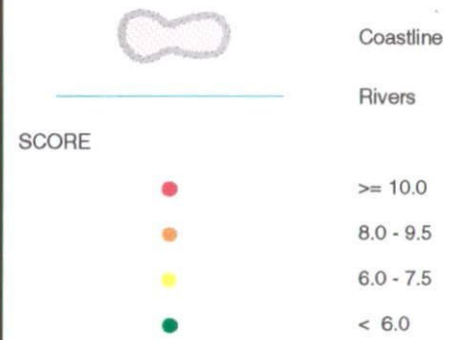 Coastline
Rivers
SCORE
>= 10.0
8.0 - 9.5
6.0 - 7.5
< 6.0